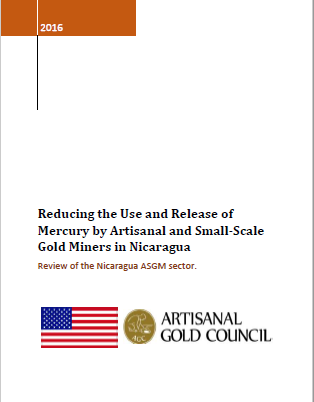 2016
Reducing the Use and Release of
Mercury by Artisanal and Small-Scale
Gold Miners in Nicaragua
Review of the Nicaragua ASGM sector.
AGC
ARTISANAL
GOLD COUNCIL